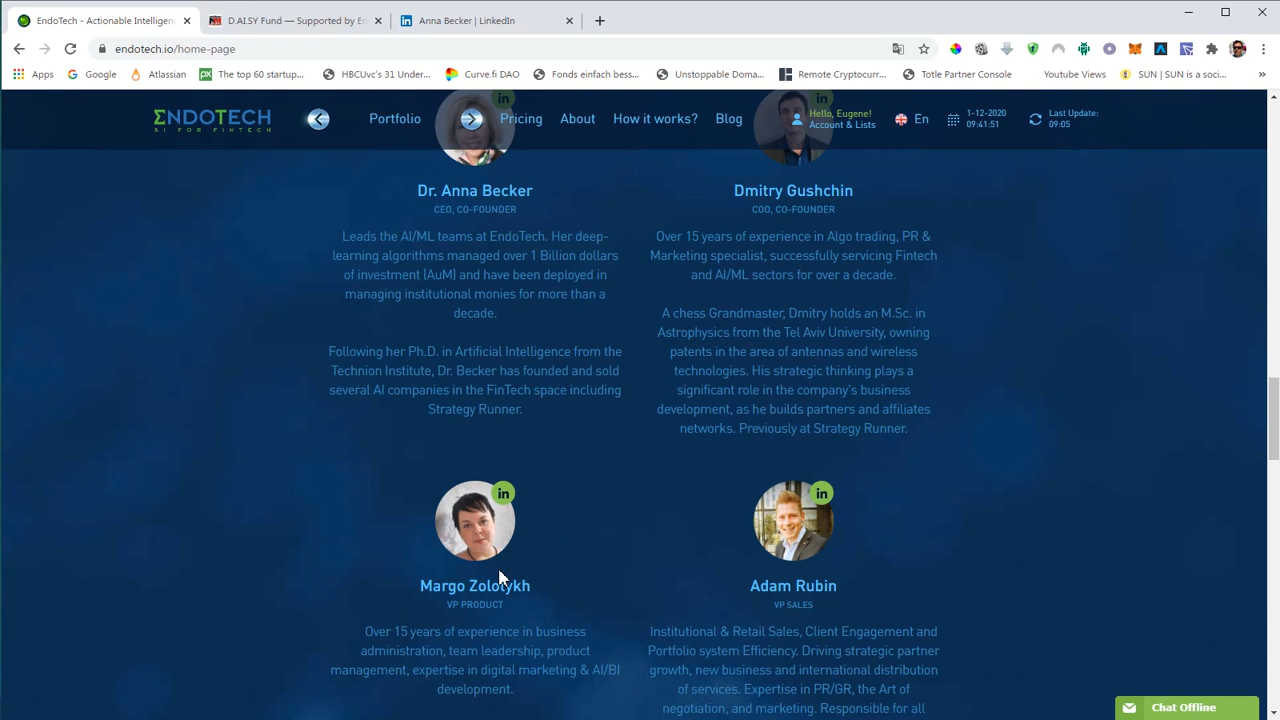 EndoTech - Actionable Intelligen
D.AI.SY Fund — Supported by En
Anna Becker | LinkedIn
endotech.io/home-page
Apps
Google
Atlassian
The top 60 startup...
HBCUvc's 31 Under...
Curve.fi DAO
Fonds einfach bess...
Unstoppable Doma...
Remote Cryptocurr...
Totle Partner Console
Youtube Views
SUN | SUN is a soci...
ΣNDOTECH
AI FOR FINTECH
Portfolio
Pricing
About
How it works?
Blog
Hello, Eugene!
Account & Lists
En
1-12-2020
09:41:51
Last Update:
09:05
in
in
Dr. Anna Becker
CEO, CO-FOUNDER
Leads the AI/ML teams at EndoTech. Her deep-
learning algorithms managed over 1 Billion dollars
of investment (AuM) and have been deployed in
managing institutional monies for more than a
decade.
Following her Ph.D. in Artificial Intelligence from the
Technion Institute, Dr. Becker has founded and sold
several AI companies in the FinTech space including
Strategy Runner.
Dmitry Gushchin
COO, CO-FOUNDER
Over 15 years of experience in Algo trading, PR &
Marketing specialist, successfully servicing Fintech
and AI/ML sectors for over a decade.
A chess Grandmaster, Dmitry holds an M.Sc. in
Astrophysics from the Tel Aviv University, owning
patents in the area of antennas and wireless
technologies. His strategic thinking plays a
significant role in the company's business
development, as he builds partners and affiliates
networks. Previously at Strategy Runner.
in
Margo Zolotykh
VP PRODUCT
Over 15 years of experience in business
administration, team leadership, product
management, expertise in digital marketing & AI/BI
development.
in
Adam Rubin
VP SALES
Institutional & Retail Sales, Client Engagement and
Portfolio system Efficiency. Driving strategic partner
growth, new business and international distribution
of services. Expertise in PR/GR, the Art of
negotiation, and marketing. Responsible for all
Chat Offline